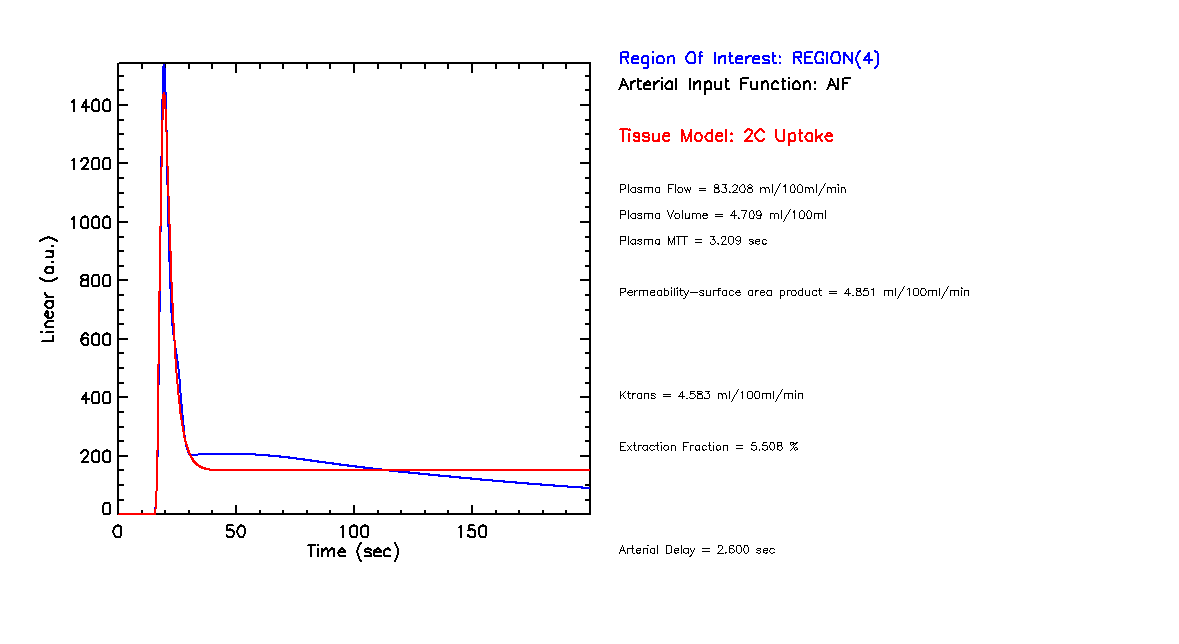 Region Of Interest: REGION(4)
Arterial Input Function: AIF
Tissue Model: 2C Uptake
Plasma Flow = 83.208 ml/100ml/min
Plasma Volume = 4.709 ml/100ml
Plasma MTT = 3.209 sec
Permeability-surface area product = 4.851 ml/100ml/min
Ktrans = 4.583 ml/100ml/min
Extraction Fraction = 5.508 %
Arterial Delay = 2.600 sec
Linear (a.u.)
1400
1200
1000
800
600
400
200
0
0 50 100 150
Time (sec)